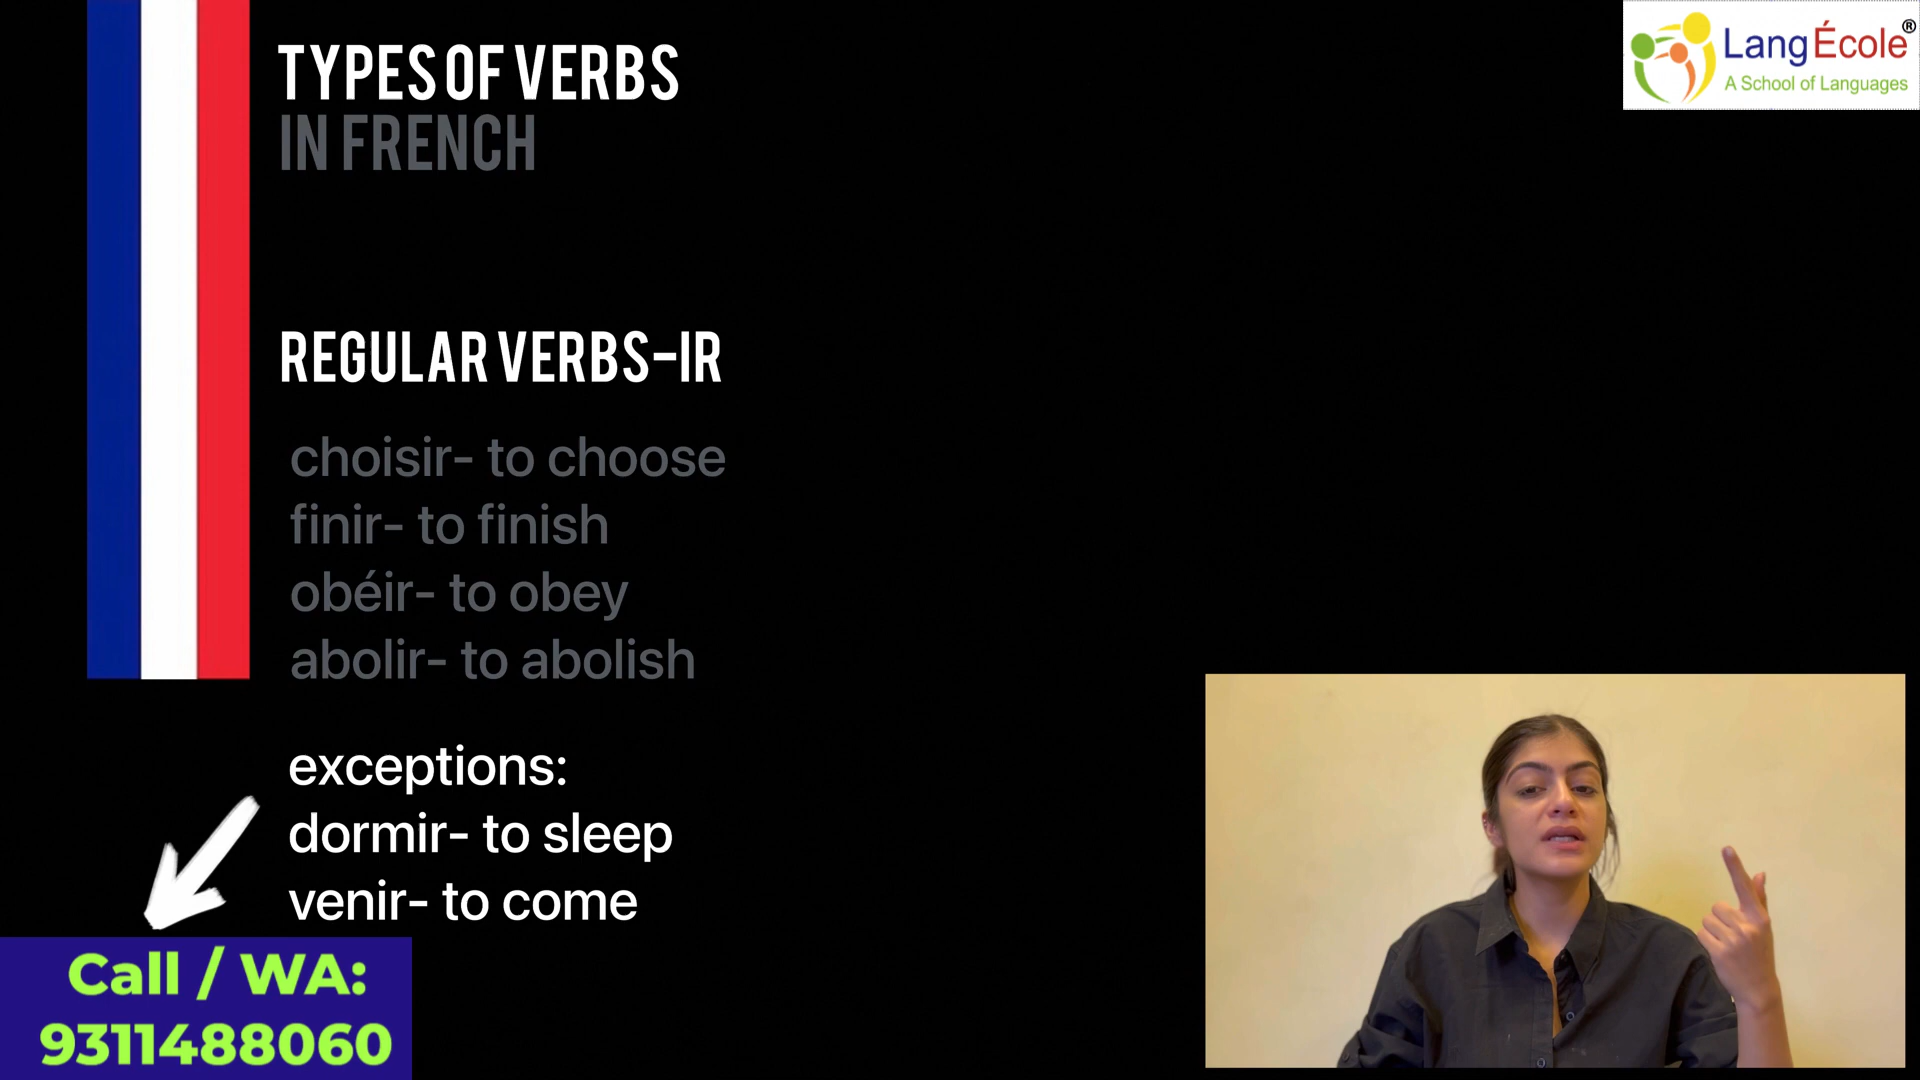 TYPES OF VERBS
IN FRENCH
LangÉcole®
A School of Languages
REGULAR VERBS-IR
choisir- to choose
finir- to finish
obéir- to obey
abolir- to abolish
exceptions:
dormir- to sleep
venir- to come
Call / WA:
9311488060